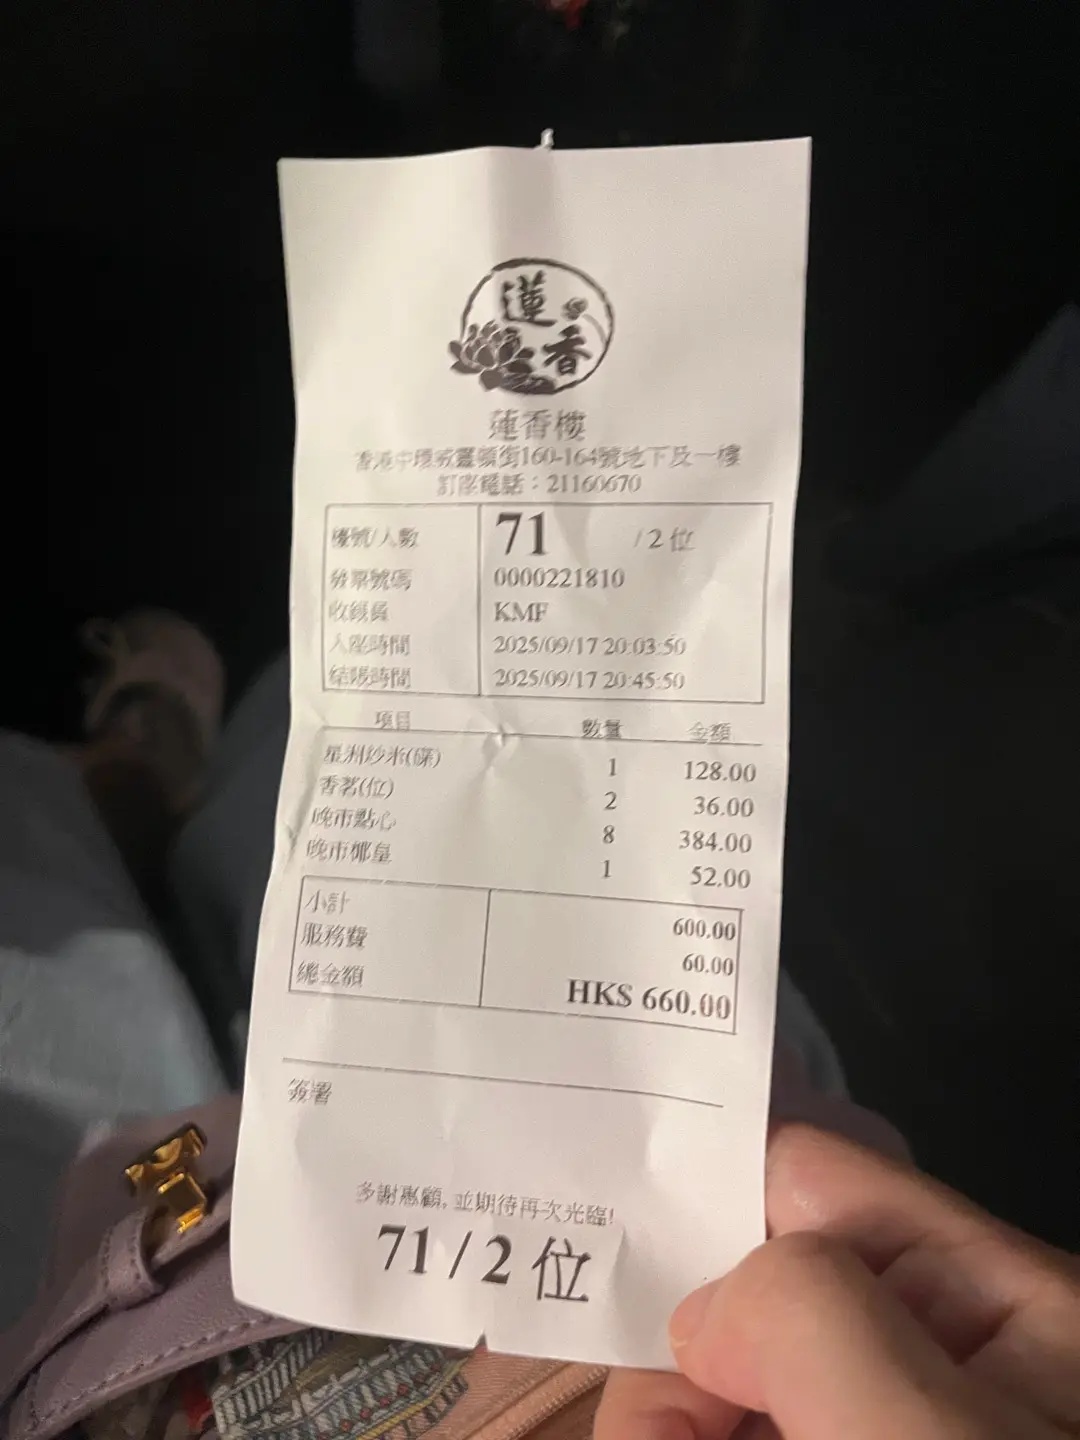 蓮香
蓮香樓
香港中環威靈頓街160-164號地下及一樓
訂座電話：21160670
檯號/人數 71 /2 位
發票號碼 0000221810
收銀員 KMF
入座時間 2025/09/17 20:03:50
結賬時間 2025/09/17 20:45:50
項目 數量 金額
星洲炒米(碟) 1 128.00
香茗(位) 2 36.00
晚市點心 8 384.00
晚市 1 52.00
小計 600.00
服務費 60.00
總金額 HK$ 660.00
簽署
多謝惠顧, 並期待再次光臨!
71 / 2 位